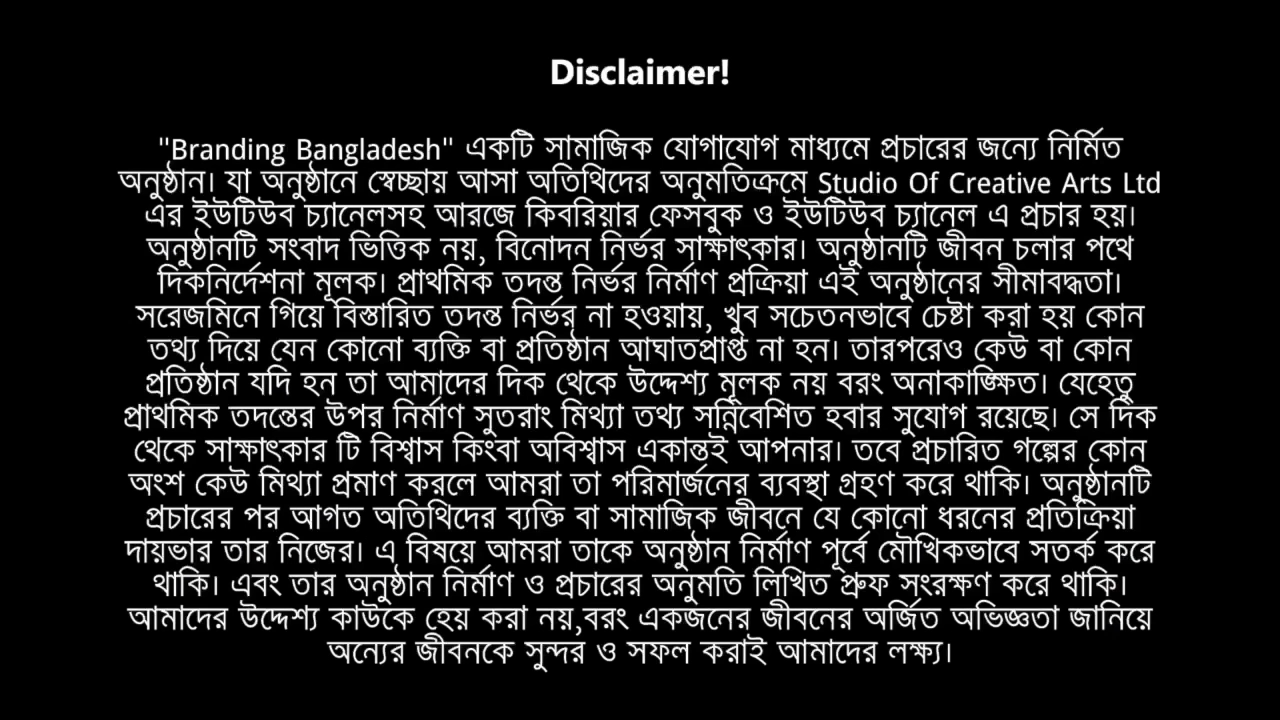 Disclaimer!
"Branding Bangladesh" একটি সামাজিক যোগাযোগ মাধ্যমে প্রচারের জন্যে নির্মিত
অনুষ্ঠান। যা অনুষ্ঠানে স্বেচ্ছায় আসা অতিথিদের অনুমতিক্রমে Studio Of Creative Arts Ltd
এর ইউটিউব চ্যানেলসহ আরজে কিবরিয়ার ফেসবুক ও ইউটিউব চ্যানেল এ প্রচার হয়।
অনুষ্ঠানটি সংবাদ ভিত্তিক নয়, বিনোদন নির্ভর সাক্ষাৎকার। অনুষ্ঠানটি জীবন চলার পথে
দিকনির্দেশনা মূলক। প্রাথমিক তদন্ত নির্ভর নির্মাণ প্রক্রিয়া এই অনুষ্ঠানের সীমাবদ্ধতা।
সরেজমিনে গিয়ে বিস্তারিত তদন্ত নির্ভর না হওয়ায়, খুব সচেতনভাবে চেষ্টা করা হয় কোন
তথ্য দিয়ে যেন কোনো ব্যক্তি বা প্রতিষ্ঠান আঘাতপ্রাপ্ত না হন। তারপরেও কেউ বা কোন
প্রতিষ্ঠান যদি হন তা আমাদের দিক থেকে উদ্দেশ্য মূলক নয় বরং অনাকাঙ্ক্ষিত। যেহেতু
প্রাথমিক তদন্তের উপর নির্মাণ সুতরাং মিথ্যা তথ্য সন্নিবেশিত হবার সুযোগ রয়েছে। সে দিক
থেকে সাক্ষাৎকার টি বিশ্বাস কিংবা অবিশ্বাস একান্তই আপনার। তবে প্রচারিত গল্পের কোন
অংশ কেউ মিথ্যা প্রমাণ করলে আমরা তা পরিমার্জনের ব্যবস্থা গ্রহণ করে থাকি। অনুষ্ঠানটি
প্রচারের পর আগত অতিথিদের ব্যক্তি বা সামাজিক জীবনে যে কোনো ধরনের প্রতিক্রিয়া
দায়ভার তার নিজের। এ বিষয়ে আমরা তাকে অনুষ্ঠান নির্মাণ পূর্বে মৌখিকভাবে সতর্ক করে
থাকি। এবং তার অনুষ্ঠান নির্মাণ ও প্রচারের অনুমতি লিখিত প্রুফ সংরক্ষণ করে থাকি।
আমাদের উদ্দেশ্য কাউকে হেয় করা নয়,বরং একজনের জীবনের অর্জিত অভিজ্ঞতা জানিয়ে
অন্যের জীবনকে সুন্দর ও সফল করাই আমাদের লক্ষ্য।